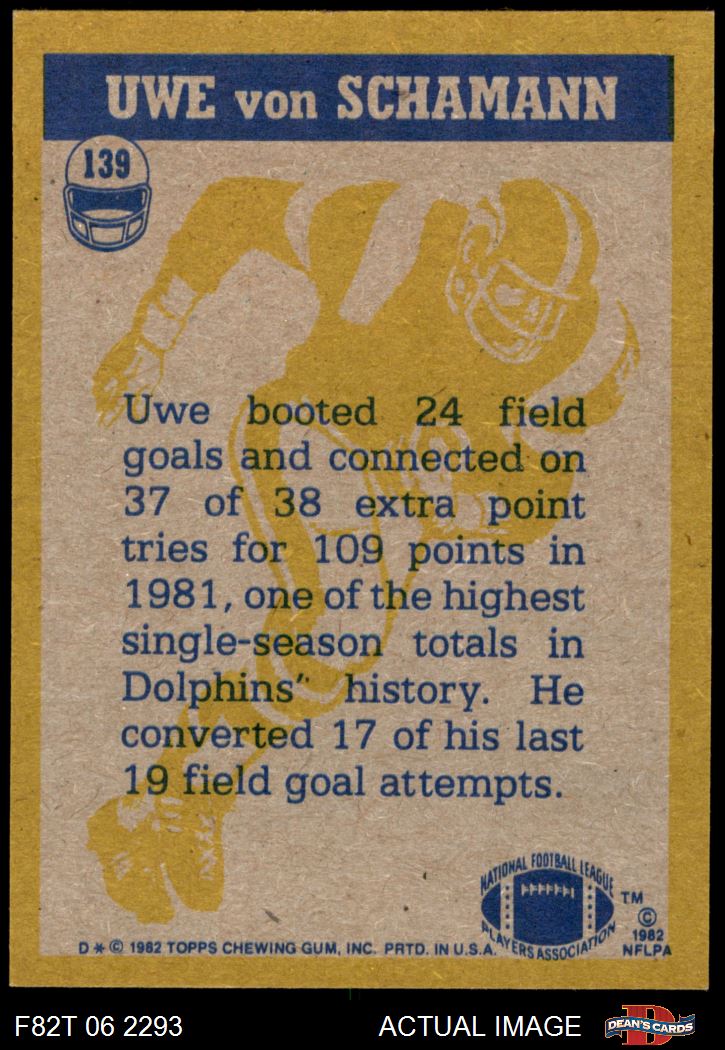 UWE von SCHAMANN
139
Uwe booted 24 field
goals and connected on
37 of 38 extra point
tries for 109 points in
1981, one of the highest
single-season totals in
Dolphins' history. He
converted 17 of his last
19 field goal attempts.
NATIONAL FOOTBALL LEAGUE
PLAYERS ASSOCIATION
TM
©
1982
NFLPA
D * © 1982 TOPPS CHEWING GUM, INC. PRTD. IN U.S.A.
F82T 06 2293
ACTUAL IMAGE
D
DEAN'S CARDS